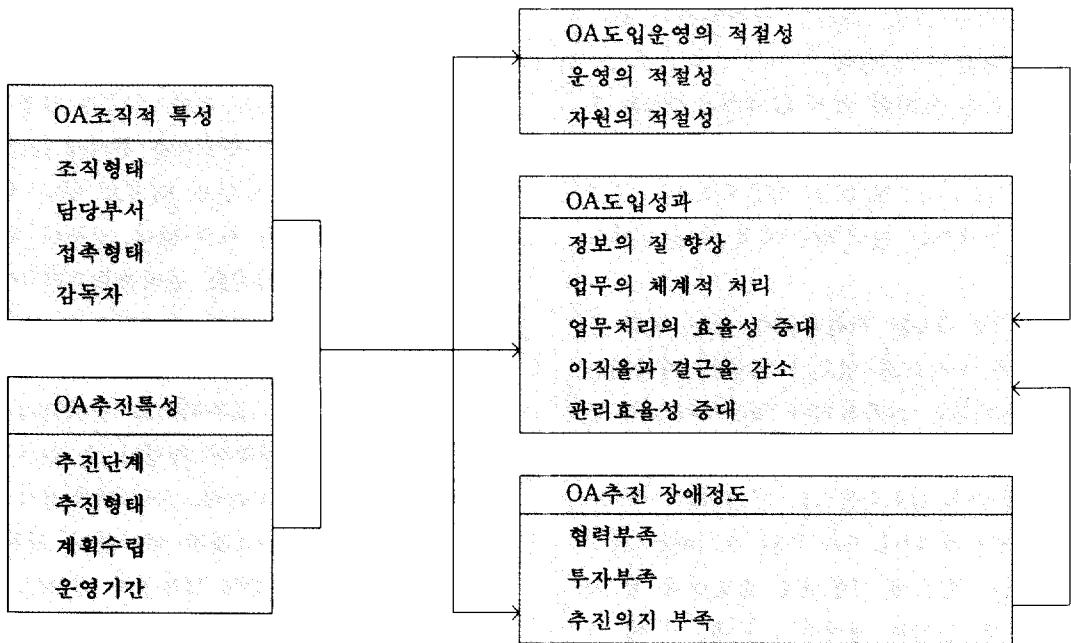 OA조직적 특성
조직형태
담당부서
접촉형태
감독자
OA추진특성
추진단계
추진형태
계획수립
운영기간
OA도입운영의 적절성
운영의 적절성
자원의 적절성
OA도입성과
정보의 질 향상
업무의 체계적 처리
업무처리의 효율성 증대
이직율과 결근율 감소
관리효율성 증대
OA추진 장애정도
협력부족
투자부족
추진의지 부족